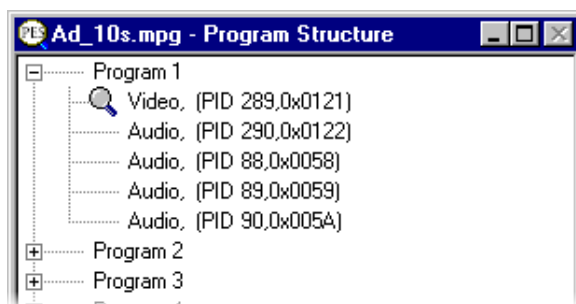 PES Ad_10s.mpg - Program Structure
Program 1
Video, (PID 289,0x0121)
Audio, (PID 290,0x0122)
Audio, (PID 88,0x0058)
Audio, (PID 89,0x0059)
Audio, (PID 90,0x005A)
Program 2
Program 3